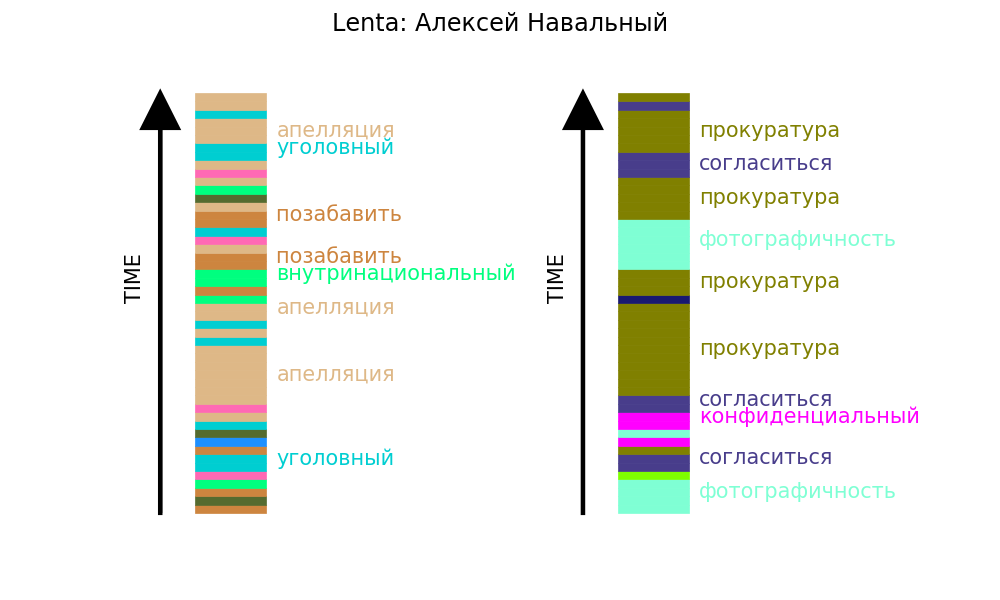 Lenta: Алексей Навальный
TIME
апелляция
уголовный
позабавить
позабавить
внутринациональный
апелляция
апелляция
уголовный
TIME
прокуратура
согласиться
прокуратура
фотографичность
прокуратура
прокуратура
согласиться
конфиденциальный
согласиться
фотографичность